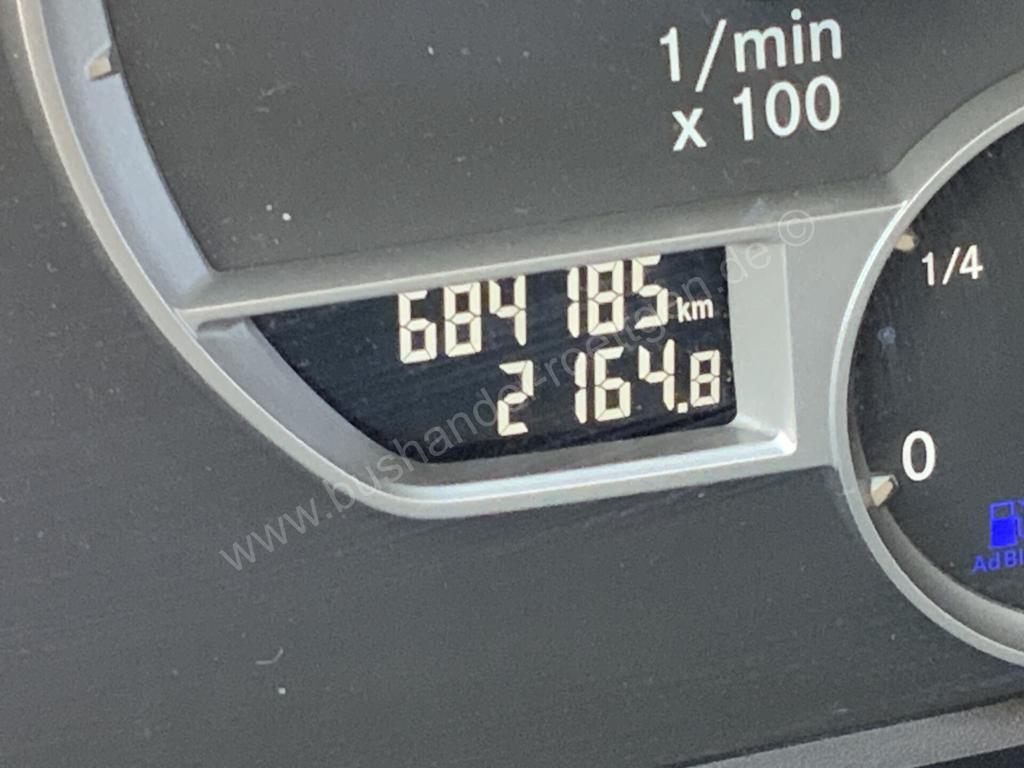 1/min
x 100
684 185 km
2 164.8
1/4
0
www.bushandel-roettgen.de ©